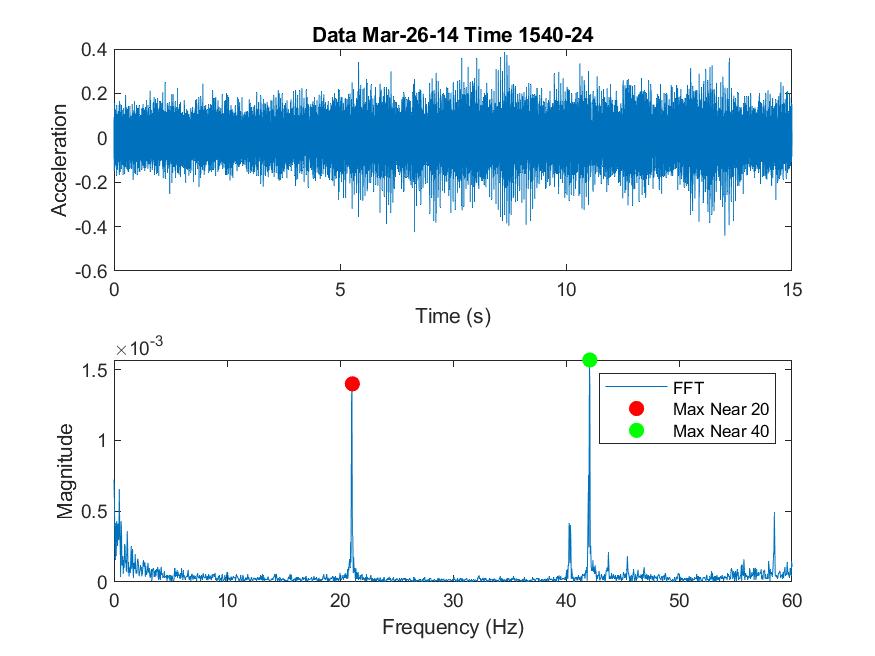 Data Mar-26-14 Time 1540-24
0.4
0.2
0
-0.2
-0.4
-0.6
Acceleration
0 5 10 15
Time (s)
×10-3
1.5
1
0.5
0
Magnitude
FFT
Max Near 20
Max Near 40
0 10 20 30 40 50 60
Frequency (Hz)